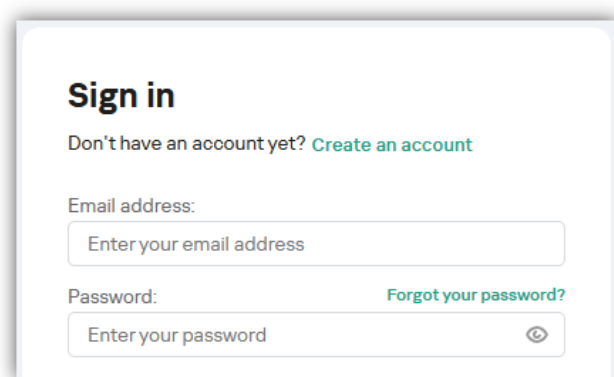 Sign in
Don't have an account yet? Create an account
Email address:
Enter your email address
Password: Forgot your password?
Enter your password